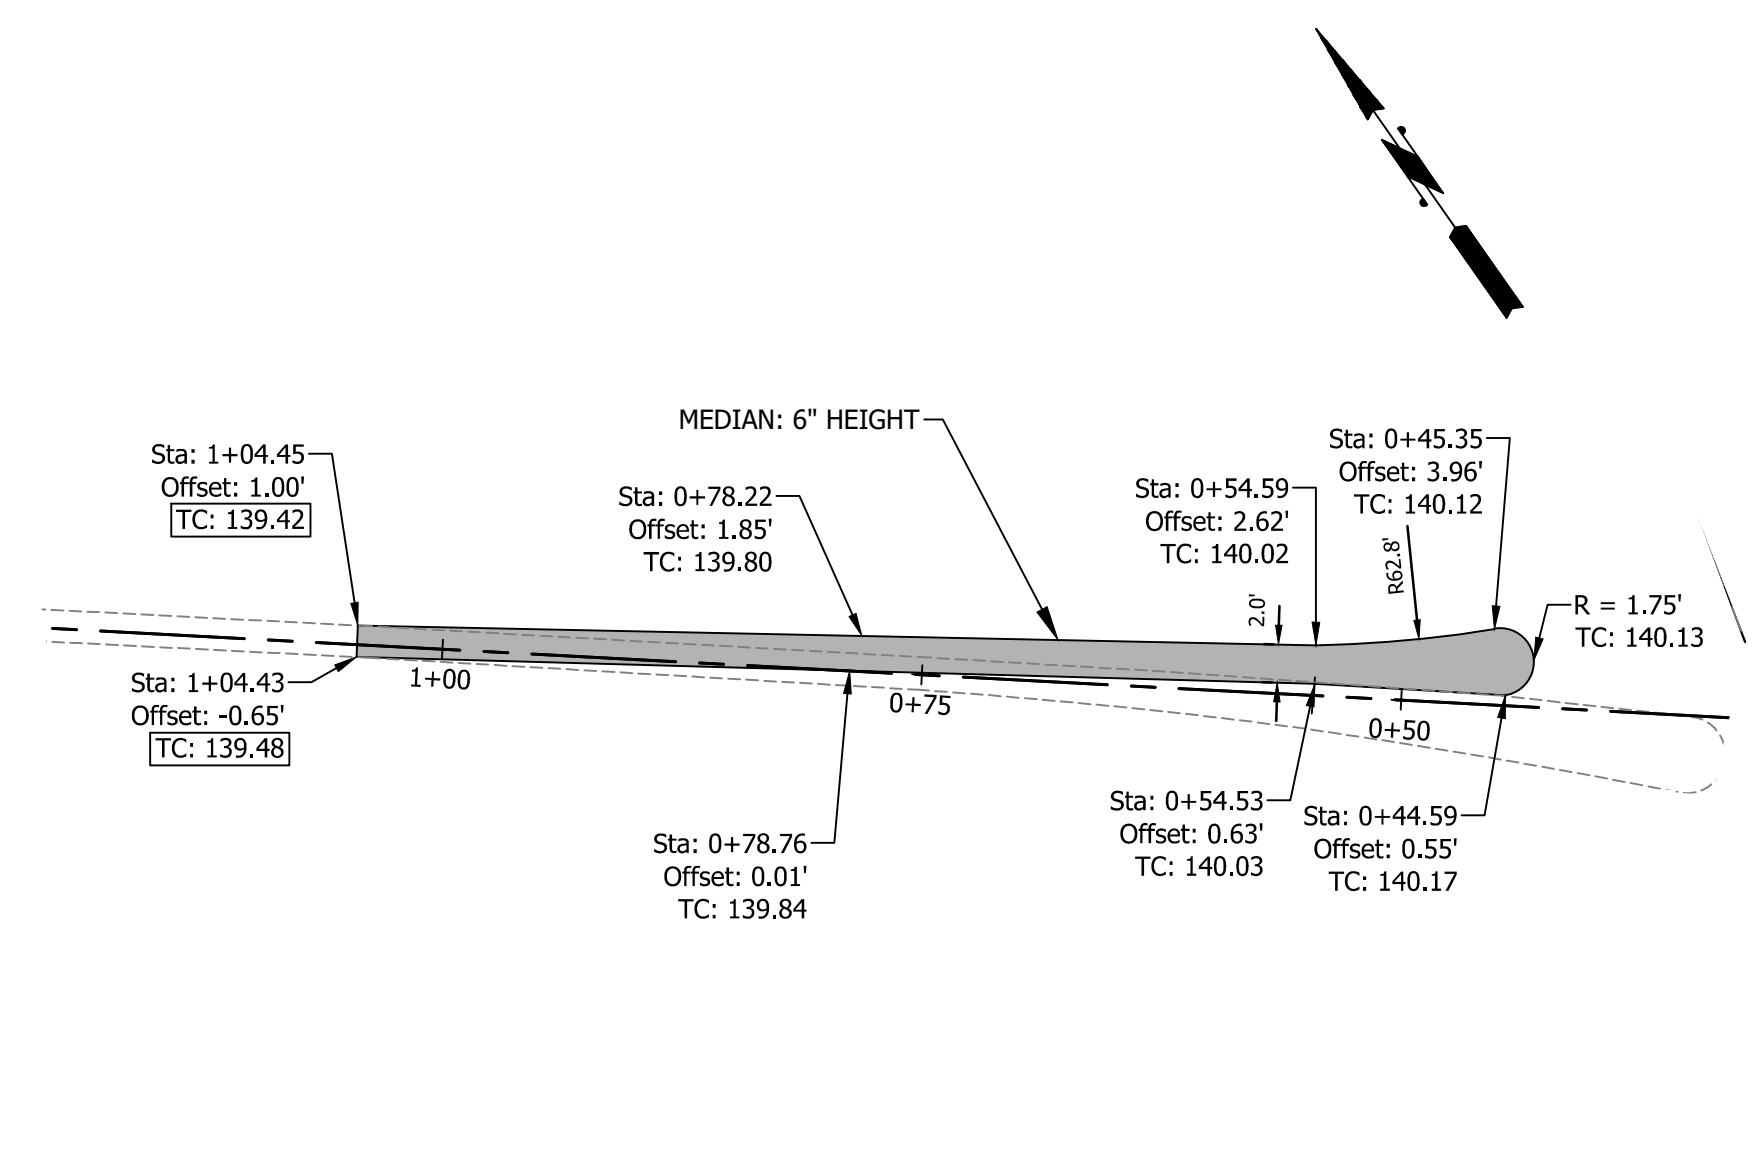 MEDIAN: 6" HEIGHT
Sta: 1+04.45
Offset: 1.00'
TC: 139.42
Sta: 0+78.22
Offset: 1.85'
TC: 139.80
Sta: 0+54.59
Offset: 2.62'
TC: 140.02
Sta: 0+45.35
Offset: 3.96'
TC: 140.12
R62.8'
2.0'
R = 1.75'
TC: 140.13
Sta: 1+04.43
Offset: -0.65'
TC: 139.48
1+00
0+75
0+50
Sta: 0+78.76
Offset: 0.01'
TC: 139.84
Sta: 0+54.53
Offset: 0.63'
TC: 140.03
Sta: 0+44.59
Offset: 0.55'
TC: 140.17